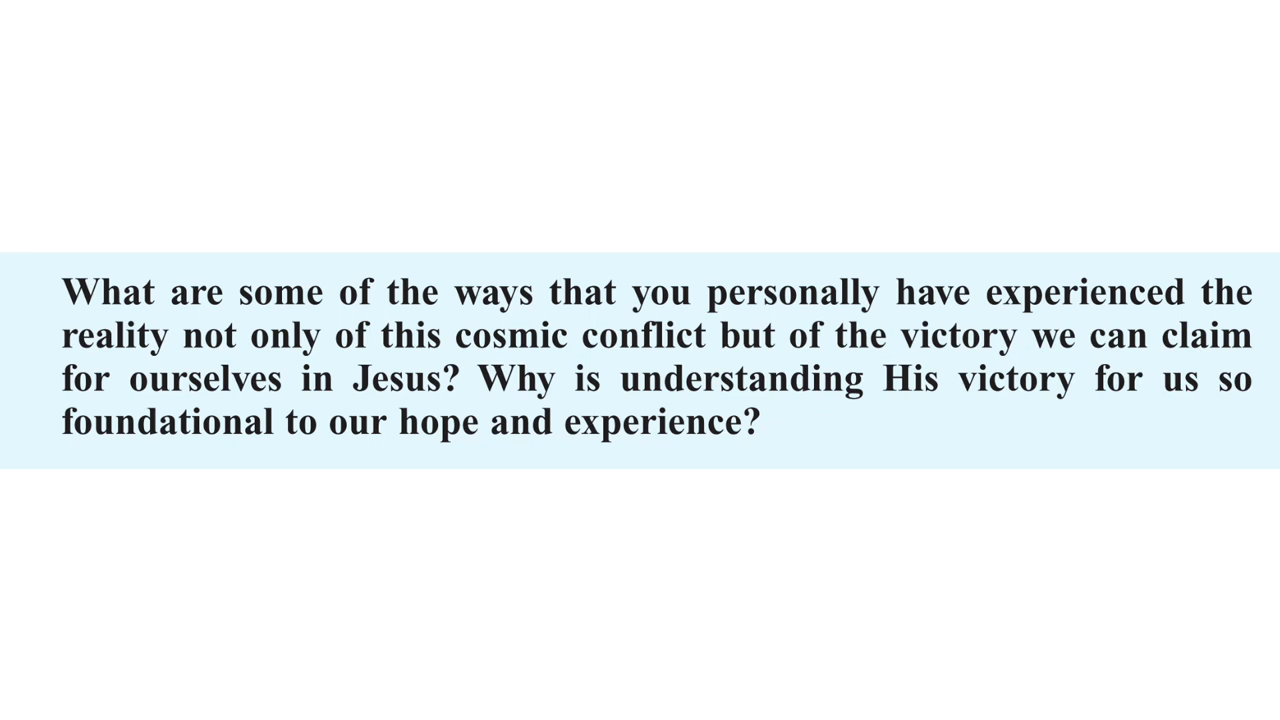 What are some of the ways that you personally have experienced the
reality not only of this cosmic conflict but of the victory we can claim
for ourselves in Jesus? Why is understanding His victory for us so
foundational to our hope and experience?